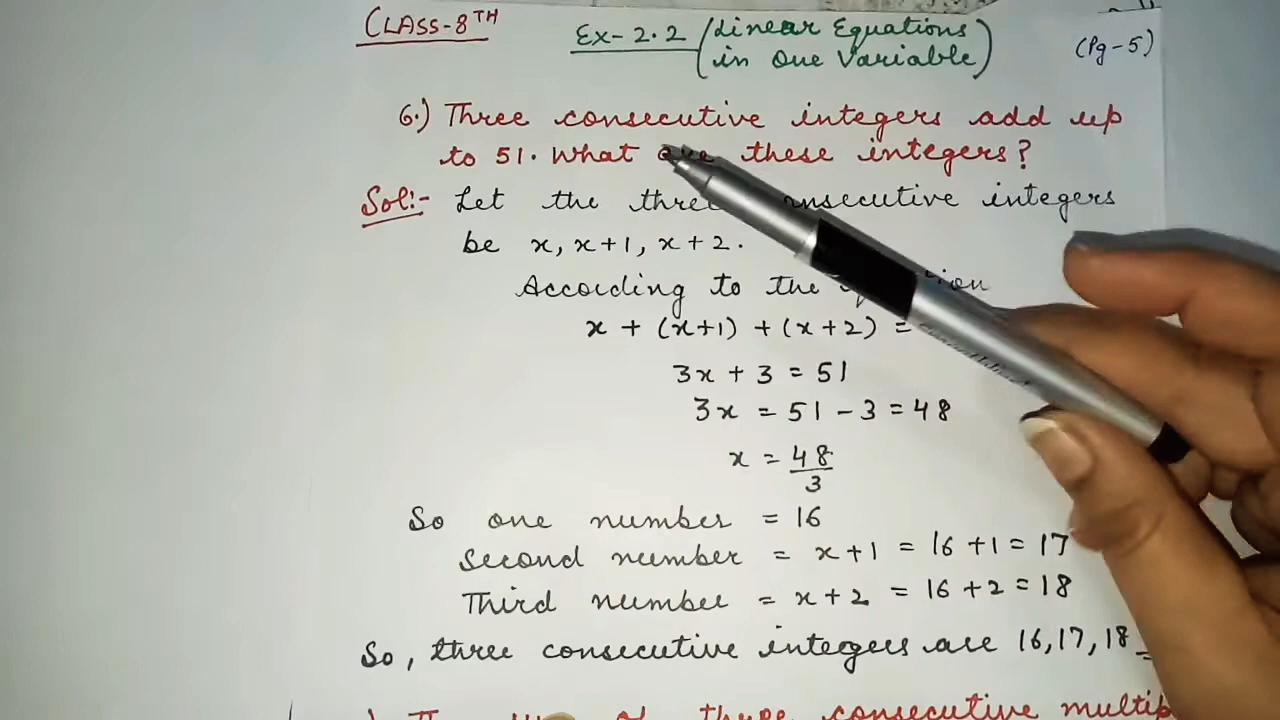 CLASS-8TH
Ex-2.2 (Linear Equations
in One Variable)
(Pg-5)
6.) Three consecutive integers add up
to 51. What are these integers?
Sol:- Let the three consecutive integers
be x, x+1, x+2.
According to the
x + (x+1) + (x+2) =
3x + 3 = 51
3x = 51 - 3 = 48
x = 48/3
So one number = 16
Second number = x+1 = 16+1 = 17
Third number = x+2 = 16+2 = 18
So, three consecutive integers are 16,17,18
of three consecutive